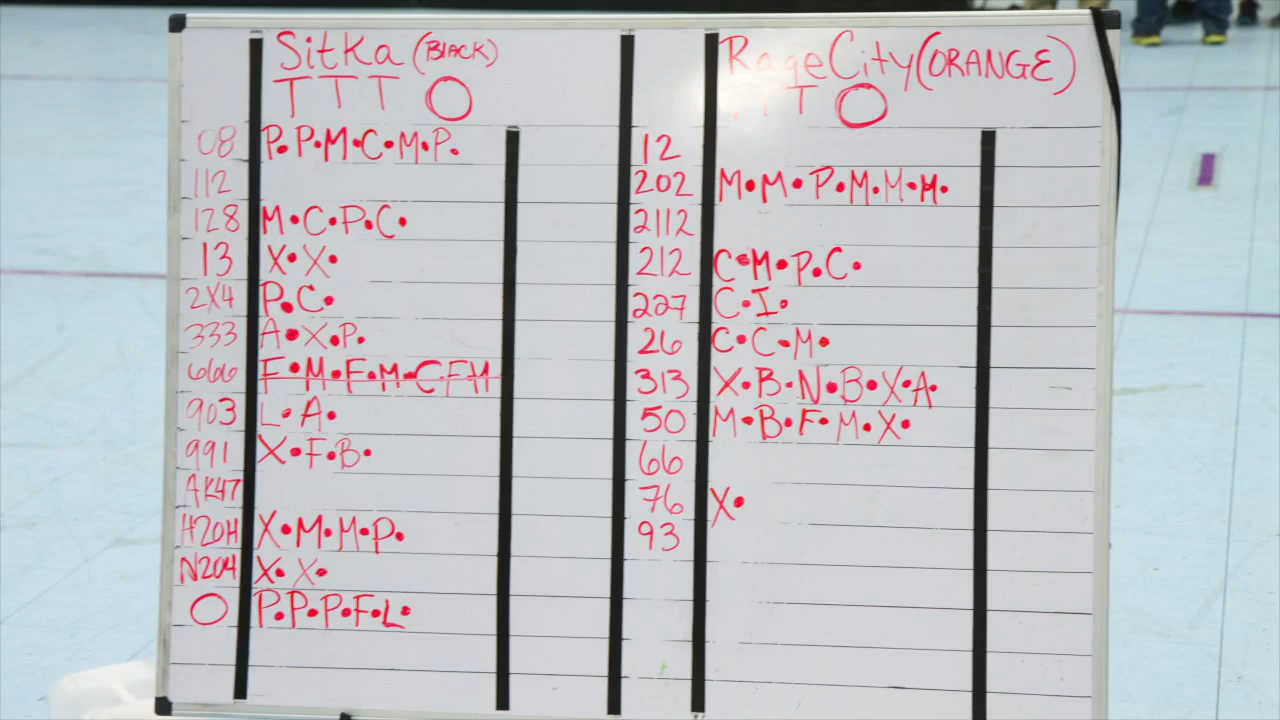 Sitka (BLACK)
T T T O
08 P.P.M.C.M.P.
112
128 M.C.P.C.
13 X.X.
2X4 P.C.
333 A.X.P.
666 F.M.F.M.C.F.M
903 L.A.
991 X.F.B.
AK47
H2OH X.M.M.P.
N204 X.X.
O P.P.P.F.L.
RageCity (ORANGE)
T T T O
12
202 M.M.P.M.M.M.
2112
212 C.M.P.C.
227 C.I.
26 C.C.M.
313 X.B.N.B.X.A.
50 M.B.F.M.X.
66
76 X.
93